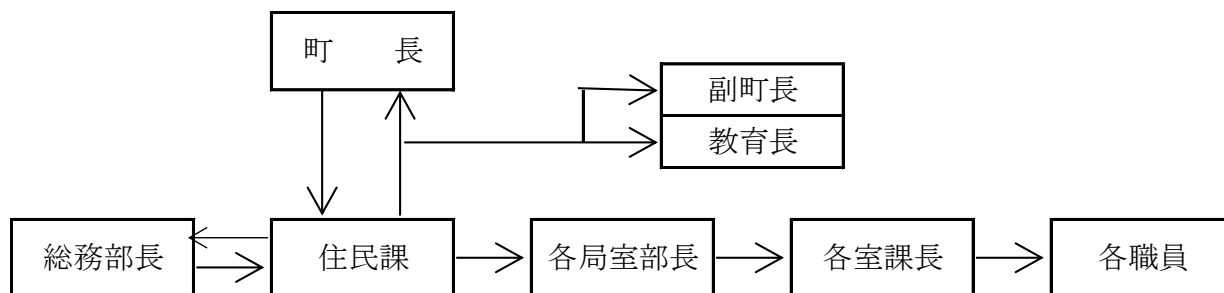 町　　長
副町長
教育長
総務部長
住民課
各局室部長
各室課長
各職員